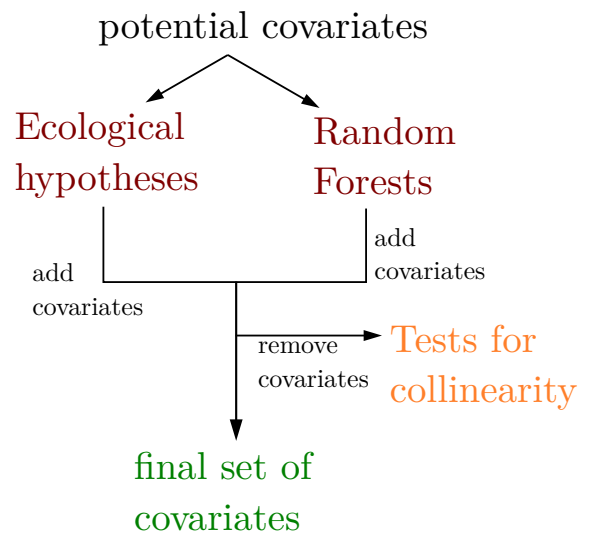 potential covariates
Ecological
hypotheses
Random
Forests
add
covariates
add
covariates
remove
covariates
Tests for
collinearity
final set of
covariates